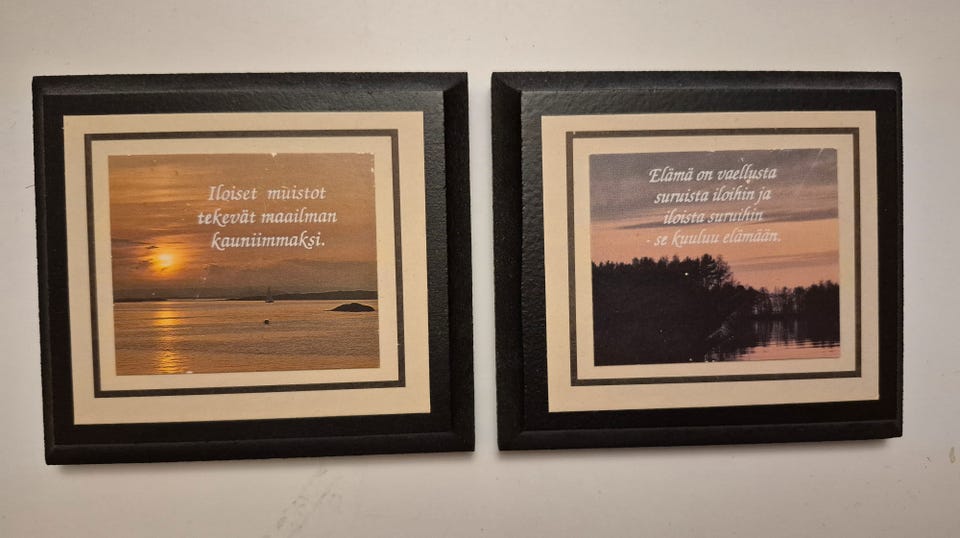 Iloiset muistot
tekevät maailman
kauniimmaksi.
Elämä on vaellusta
suruista iloihin ja
iloista suruihin
- se kuuluu elämään.